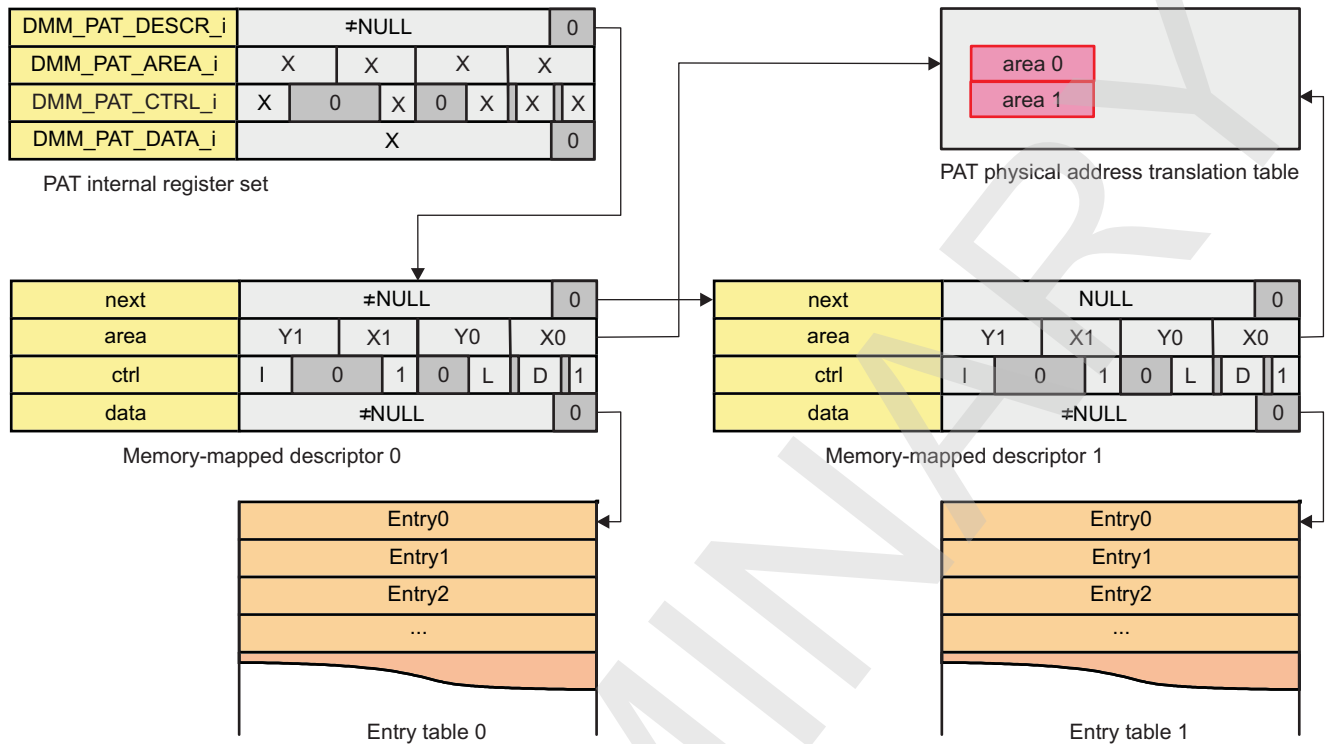 DMM_PAT_DESCR_i ≠NULL 0
DMM_PAT_AREA_i X X X X
DMM_PAT_CTRL_i X 0 X 0 X X X
DMM_PAT_DATA_i X 0
PAT internal register set
area 0
area 1
PAT physical address translation table
next ≠NULL 0
area Y1 X1 Y0 X0
ctrl I 0 1 0 L D 1
data ≠NULL 0
Memory-mapped descriptor 0
next NULL 0
area Y1 X1 Y0 X0
ctrl I 0 1 0 L D 1
data ≠NULL 0
Memory-mapped descriptor 1
Entry0
Entry1
Entry2
...
Entry table 0
Entry0
Entry1
Entry2
...
Entry table 1
MINARY